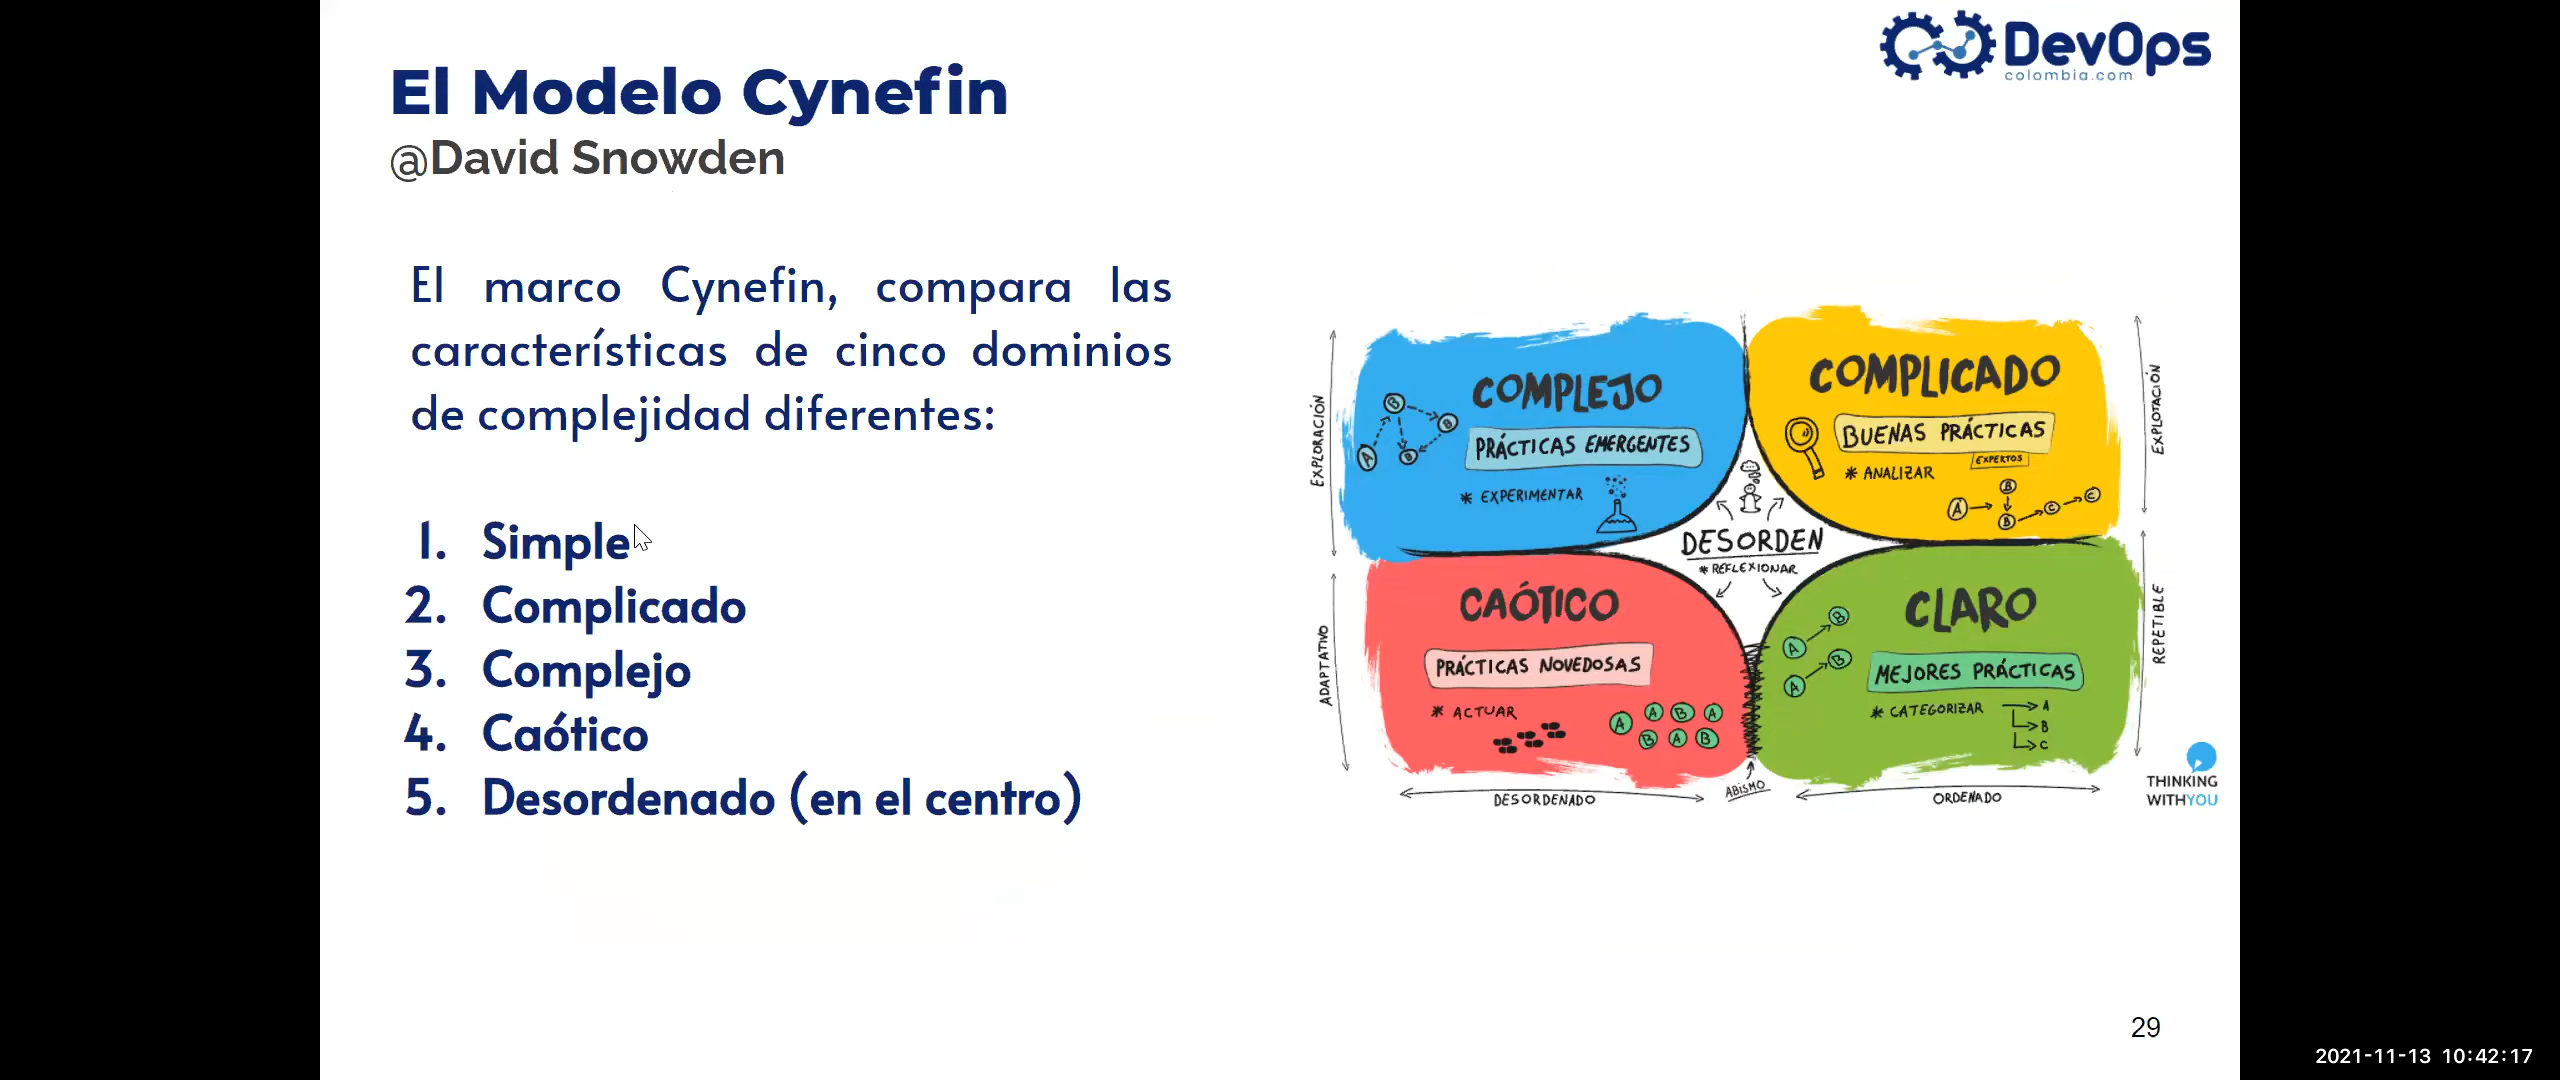 DevOps
colombia.com
El Modelo Cynefin
@David Snowden
El marco Cynefin, compara las
características de cinco dominios
de complejidad diferentes:
1. Simple
2. Complicado
3. Complejo
4. Caótico
5. Desordenado (en el centro)
EXPLORACIÓN
COMPLEJO
B
B
A
B
PRÁCTICAS EMERGENTES
* EXPERIMENTAR
COMPLICADO
BUENAS PRÁCTICAS
EXPERTOS
* ANALIZAR
A
B
B
C
C
EXPLOTACIÓN
DESORDEN
* REFLEXIONAR
ADAPTATIVO
CAÓTICO
PRÁCTICAS NOVEDOSAS
* ACTUAR
A A B A
B A B
CLARO
A B
A B
MEJORES PRÁCTICAS
* CATEGORIZAR
A
B
C
REPETIBLE
DESORDENADO
ABISMO
ORDENADO
THINKING
WITHYOU
29
2021-11-13 10:42:17